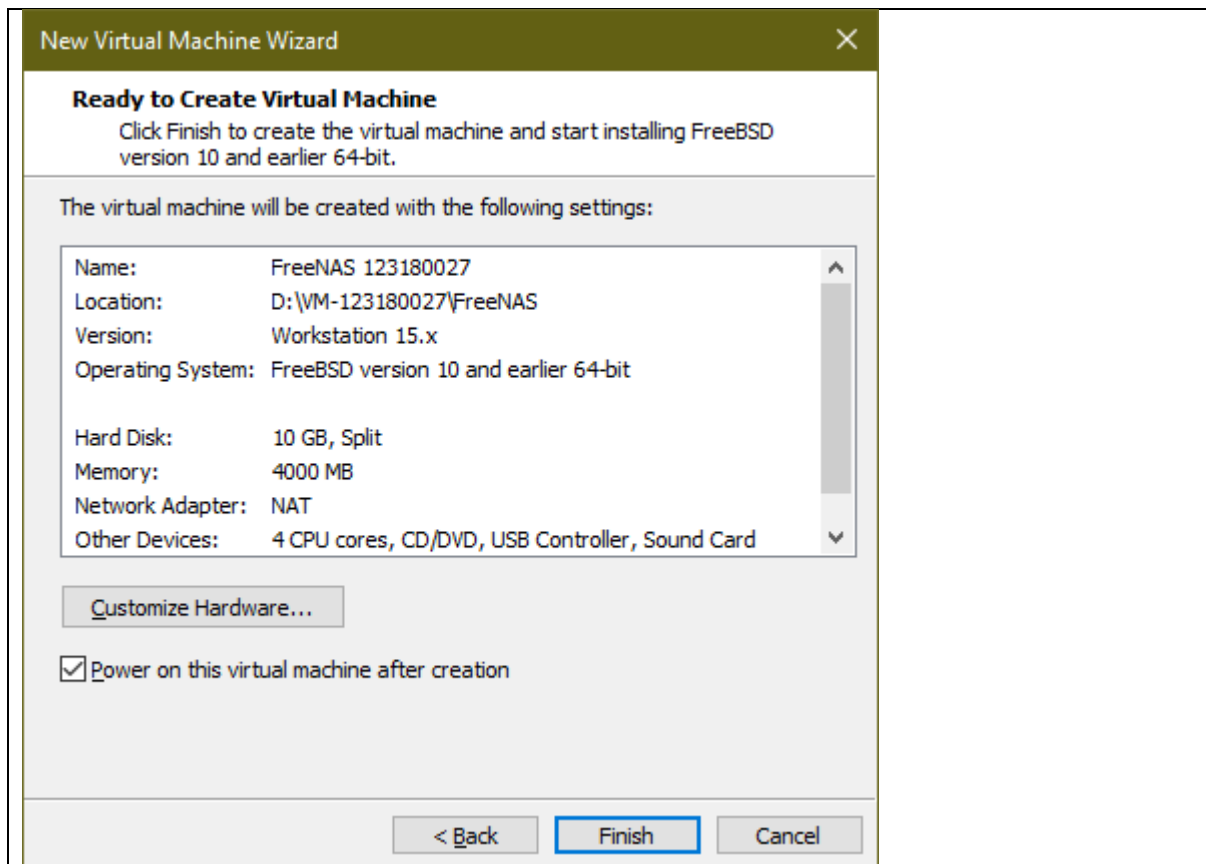 New Virtual Machine Wizard
Ready to Create Virtual Machine
Click Finish to create the virtual machine and start installing FreeBSD
version 10 and earlier 64-bit.
The virtual machine will be created with the following settings:
Name: FreeNAS 123180027
Location: D:\VM-123180027\FreeNAS
Version: Workstation 15.x
Operating System: FreeBSD version 10 and earlier 64-bit
Hard Disk: 10 GB, Split
Memory: 4000 MB
Network Adapter: NAT
Other Devices: 4 CPU cores, CD/DVD, USB Controller, Sound Card
Customize Hardware...
Power on this virtual machine after creation
< Back Finish Cancel